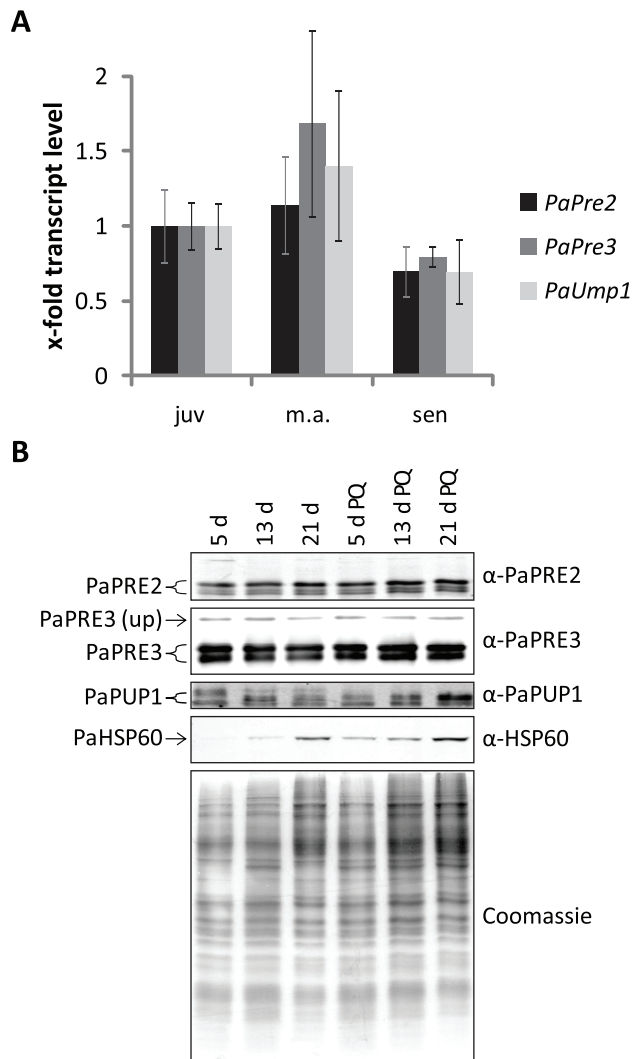 A
x-fold transcript level
2
1.5
1
0.5
0
juv
m.a.
sen
PaPre2
PaPre3
PaUmp1
B
5 d
13 d
21 d
5 d PQ
13 d PQ
21 d PQ
PaPRE2
α-PaPRE2
PaPRE3 (up)
PaPRE3
α-PaPRE3
PaPUP1
α-PaPUP1
PaHSP60
α-HSP60
Coomassie